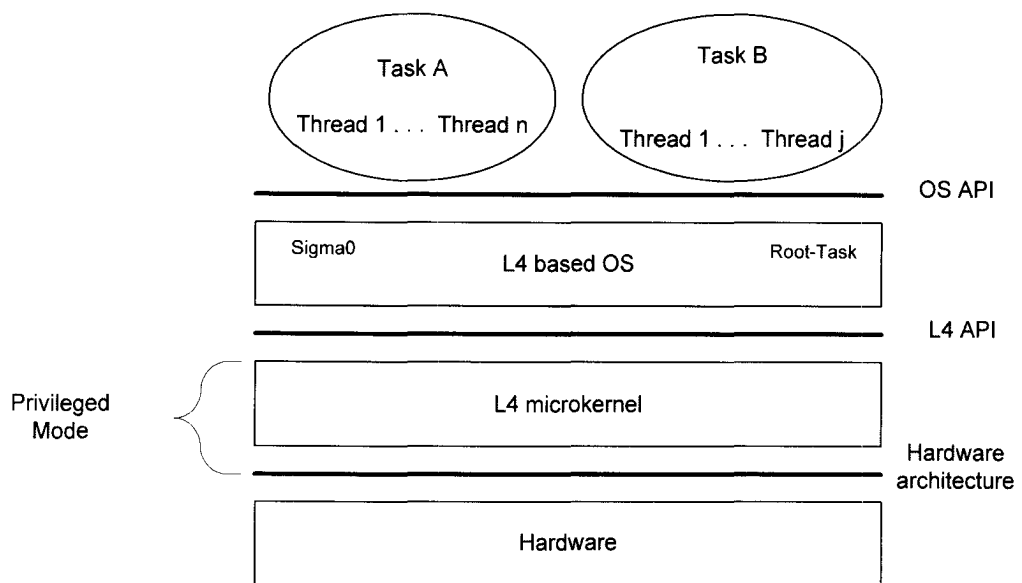 Task A
Thread 1 . . . Thread n
Task B
Thread 1 . . . Thread j
OS API
Sigma0
L4 based OS
Root-Task
L4 API
Privileged
Mode
L4 microkernel
Hardware
architecture
Hardware